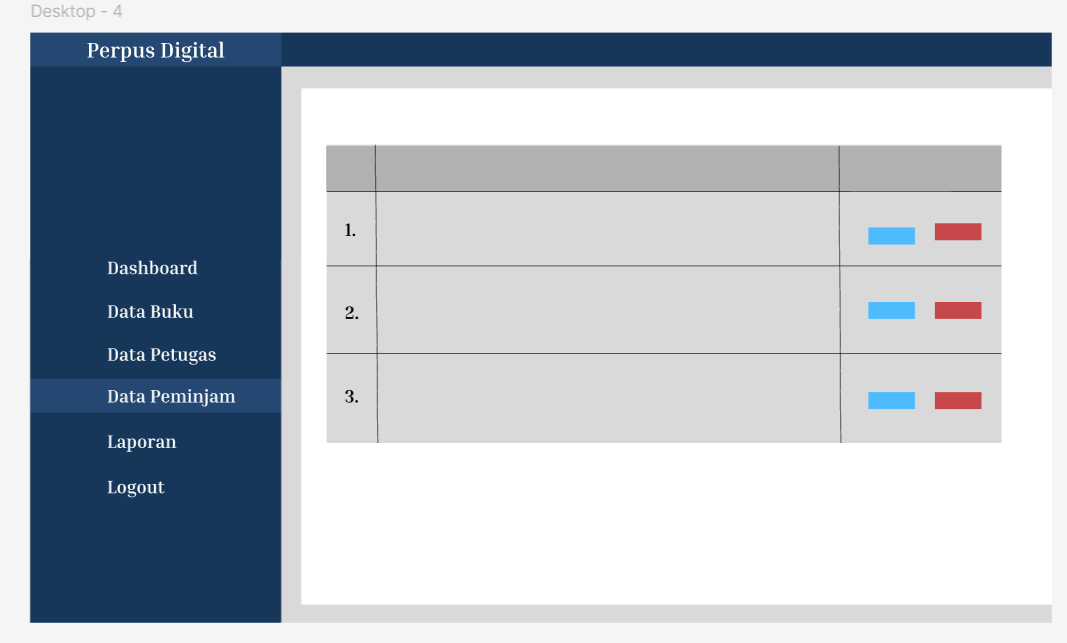 Desktop - 4
Perpus Digital
Dashboard
Data Buku
Data Petugas
Data Peminjam
Laporan
Logout
1.
2.
3.